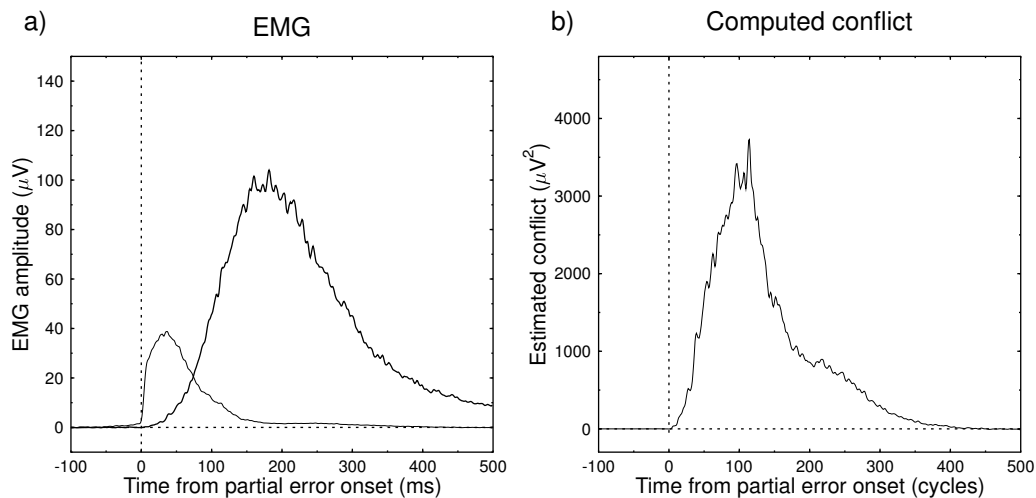 a)
EMG
EMG amplitude (μV)
140
120
100
80
60
40
20
0
-100 0 100 200 300 400 500
Time from partial error onset (ms)
b)
Computed conflict
Estimated conflict (μV²)
4000
3000
2000
1000
0
-100 0 100 200 300 400 500
Time from partial error onset (cycles)